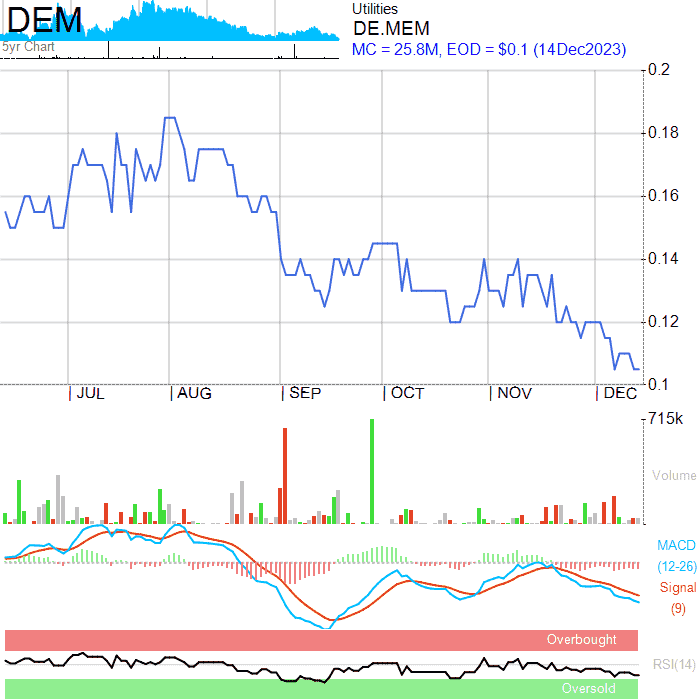 DEM
5yr Chart
Utilities
DE.MEM
MC = 25.8M, EOD = $0.1 (14Dec2023)
0.2
0.18
0.16
0.14
0.12
0.1
JUL AUG SEP OCT NOV DEC
715k
Volume
MACD
(12-26)
Signal
(9)
Overbought
RSI(14)
Oversold